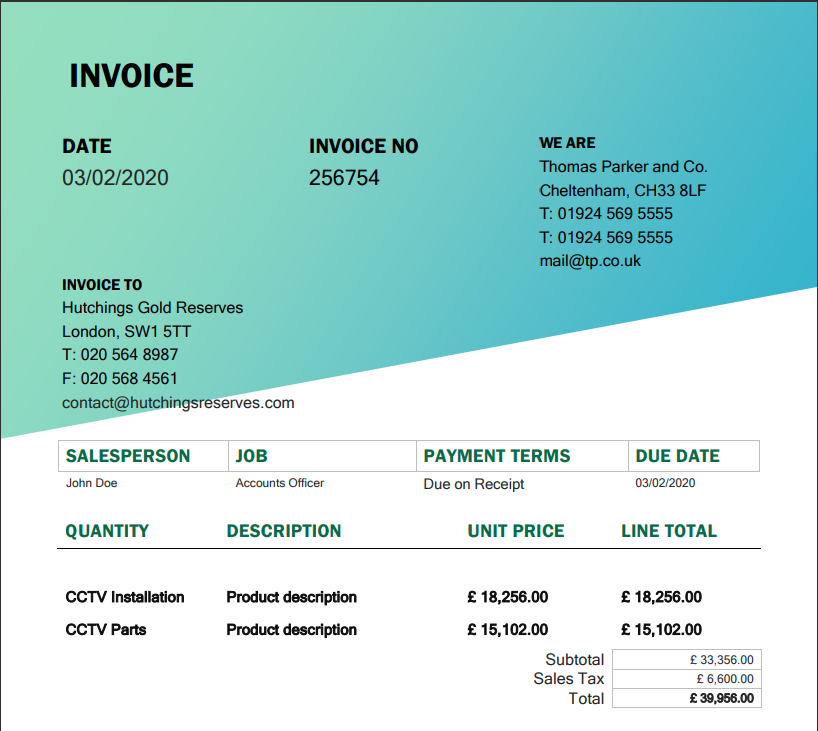 INVOICE
DATE
03/02/2020
INVOICE NO
256754
WE ARE
Thomas Parker and Co.
Cheltenham, CH33 8LF
T: 01924 569 5555
T: 01924 569 5555
mail@tp.co.uk
INVOICE TO
Hutchings Gold Reserves
London, SW1 5TT
T: 020 564 8987
F: 020 568 4561
contact@hutchingsreserves.com
SALESPERSON JOB PAYMENT TERMS DUE DATE
John Doe Accounts Officer Due on Receipt 03/02/2020
QUANTITY DESCRIPTION UNIT PRICE LINE TOTAL
CCTV Installation Product description £ 18,256.00 £ 18,256.00
CCTV Parts Product description £ 15,102.00 £ 15,102.00
Subtotal £ 33,356.00
Sales Tax £ 6,600.00
Total £ 39,956.00